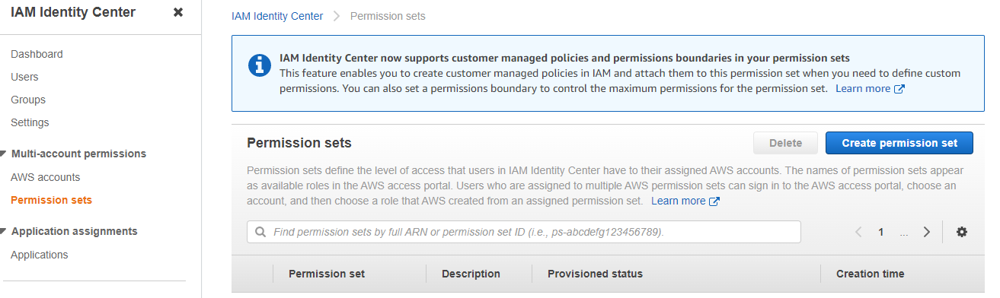 IAM Identity Center
Dashboard
Users
Groups
Settings
Multi-account permissions
AWS accounts
Permission sets
Application assignments
Applications
IAM Identity Center
Permission sets
IAM Identity Center now supports customer managed policies and permissions boundaries in your permission sets
This feature enables you to create customer managed policies in IAM and attach them to this permission set when you need to define custom
permissions. You can also set a permissions boundary to control the maximum permissions for the permission set. Learn more
Permission sets
Delete
Create permission set
Permission sets define the level of access that users in IAM Identity Center have to their assigned AWS accounts. The names of permission sets appear
as available roles in the AWS access portal. Users who are assigned to multiple AWS permission sets can sign in to the AWS access portal, choose an
account, and then choose a role that AWS created from an assigned permission set. Learn more
Find permission sets by full ARN or permission set ID (i.e., ps-abcdefg123456789).
1 ...
Permission set
Description
Provisioned status
Creation time